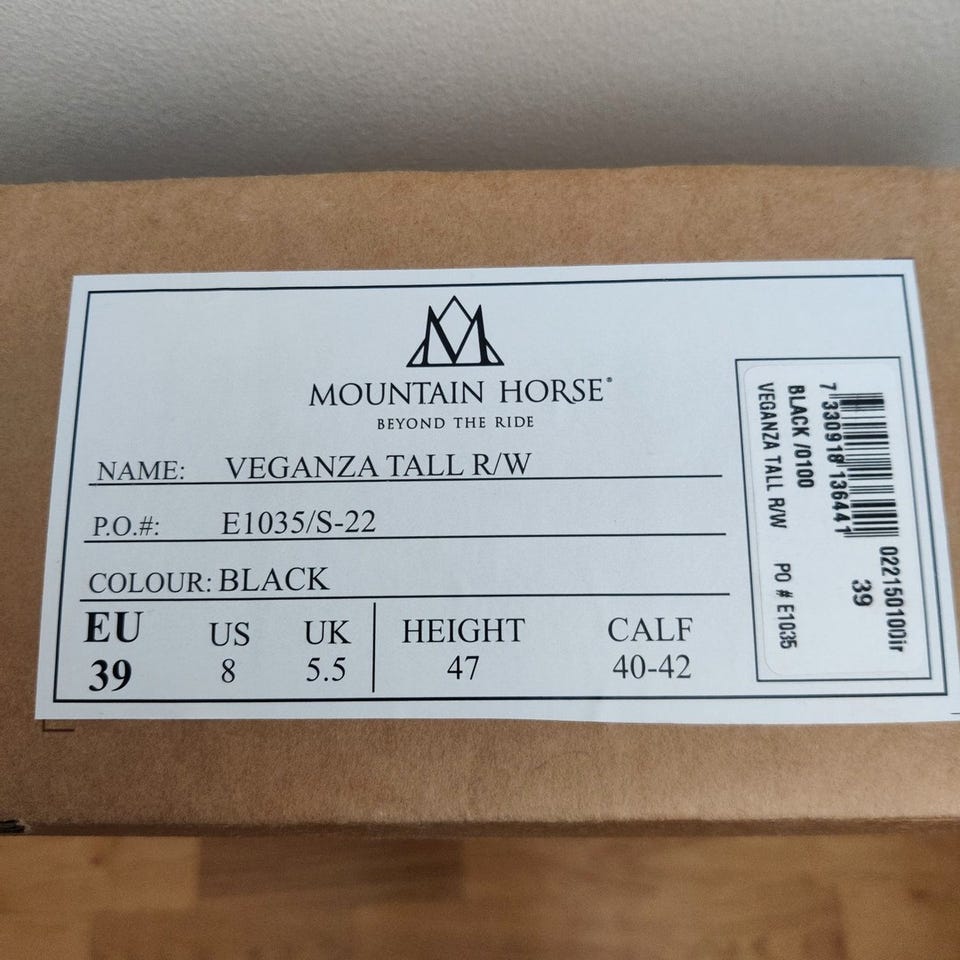 MOUNTAIN HORSE®
BEYOND THE RIDE
NAME: VEGANZA TALL R/W
P.O.#: E1035/S-22
COLOUR: BLACK
EU US UK HEIGHT CALF
39 8 5.5 47 40-42
7 330918 136441
BLACK /0100
VEGANZA TALL R/W PO # E1035
022150100ir
39